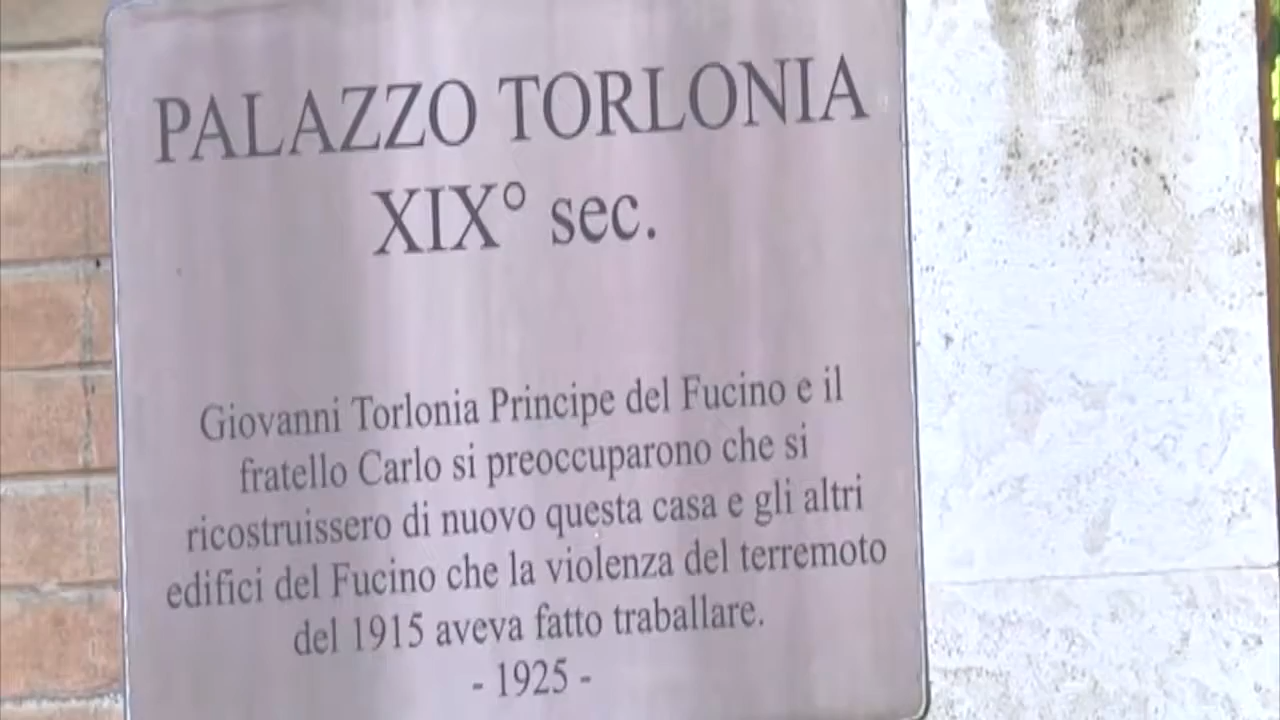 PALAZZO TORLONIA
XIX° sec.
Giovanni Torlonia Principe del Fucino e il
fratello Carlo si preoccuparono che si
ricostruissero di nuovo questa casa e gli altri
edifici del Fucino che la violenza del terremoto
del 1915 aveva fatto traballare.
- 1925 -